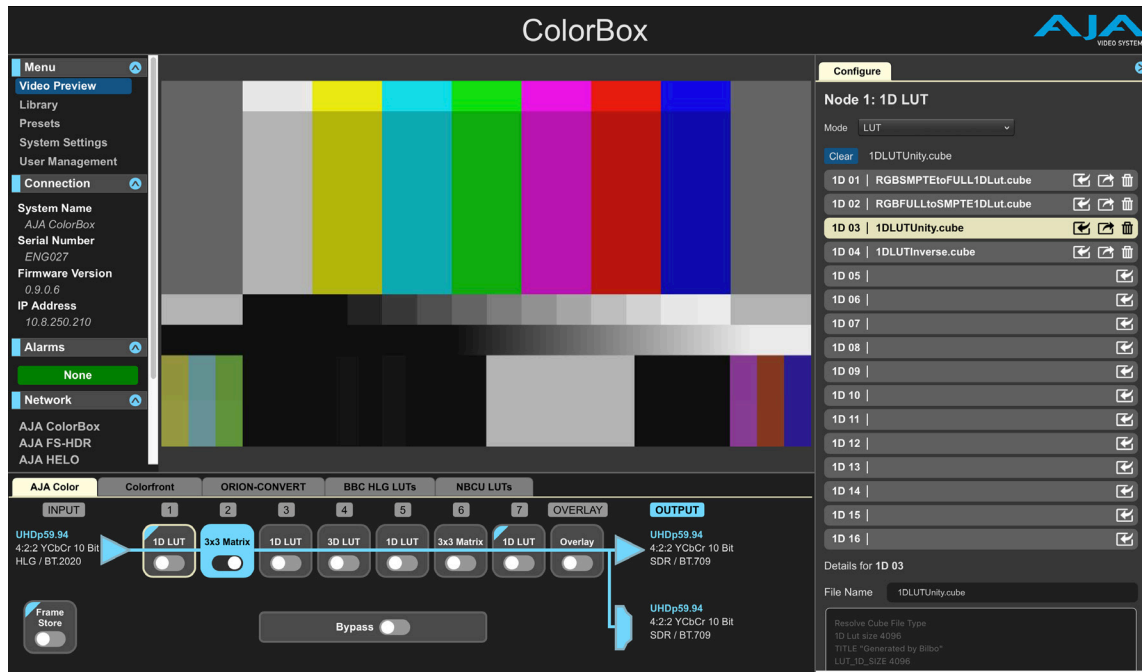 ColorBox
AJA
VIDEO SYSTEMS
Menu
Video Preview
Library
Presets
System Settings
User Management
Connection
System Name
AJA ColorBox
Serial Number
ENG027
Firmware Version
0.9.0.6
IP Address
10.8.250.210
Alarms
None
Network
AJA ColorBox
AJA FS-HDR
AJA HELO
Configure
Node 1: 1D LUT
Mode LUT
Clear 1DLUTUnity.cube
1D 01 | RGBSMPTEtoFULL1DLut.cube
1D 02 | RGBFULLtoSMPTE1DLut.cube
1D 03 | 1DLUTUnity.cube
1D 04 | 1DLUTInverse.cube
1D 05 |
1D 06 |
1D 07 |
1D 08 |
1D 09 |
1D 10 |
1D 11 |
1D 12 |
1D 13 |
1D 14 |
1D 15 |
1D 16 |
Details for 1D 03
File Name 1DLUTUnity.cube
Resolve Cube File Type
1D Lut size 4096
TITLE "Generated by Bilbo"
LUT_1D_SIZE 4096
AJA Color Colorfront ORION-CONVERT BBC HLG LUTs NBCU LUTs
INPUT 1 2 3 4 5 6 7 OVERLAY OUTPUT
UHDp59.94
4:2:2 YCbCr 10 Bit
HLG / BT.2020
1D LUT 3x3 Matrix 1D LUT 3D LUT 1D LUT 3x3 Matrix 1D LUT Overlay
UHDp59.94
4:2:2 YCbCr 10 Bit
SDR / BT.709
Frame
Store
Bypass
UHDp59.94
4:2:2 YCbCr 10 Bit
SDR / BT.709